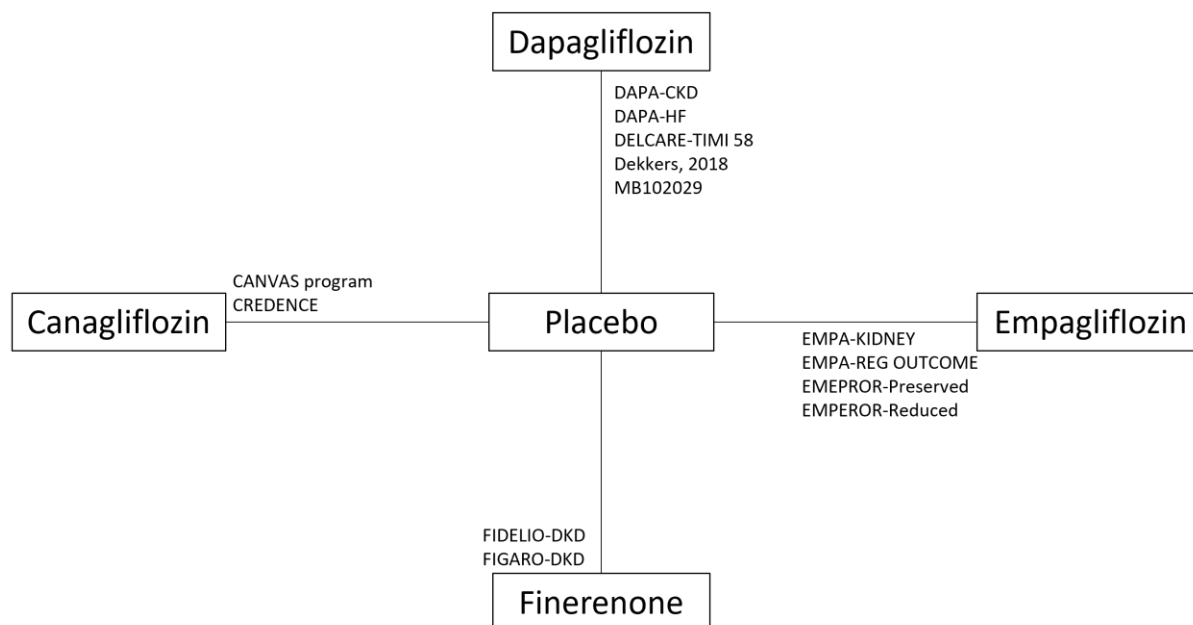 Dapagliflozin
DAPA-CKD
DAPA-HF
DELCARE-TIMI 58
Dekkers, 2018
MB102029
CANVAS program
CREDENCE
Canagliflozin
Placebo
Empagliflozin
EMPA-KIDNEY
EMPA-REG OUTCOME
EMEPROR-Preserved
EMPEROR-Reduced
FIDELIO-DKD
FIGARO-DKD
Finerenone